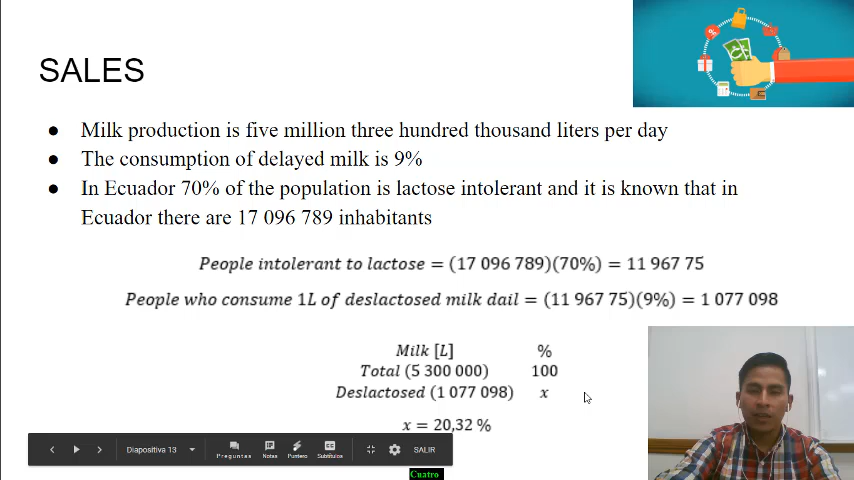 SALES
● Milk production is five million three hundred thousand liters per day
● The consumption of delayed milk is 9%
● In Ecuador 70% of the population is lactose intolerant and it is known that in
Ecuador there are 17 096 789 inhabitants
People intolerant to lactose = (17 096 789)(70%) = 11 967 75
People who consume 1L of deslactosed milk dail = (11 967 75)(9%) = 1 077 098
Milk [L] %
Total (5 300 000) 100
Deslactosed (1 077 098) x
x = 20,32 %
Diapositiva 13
Preguntas Notas Puntero Subtítulos SALIR
Cuatro